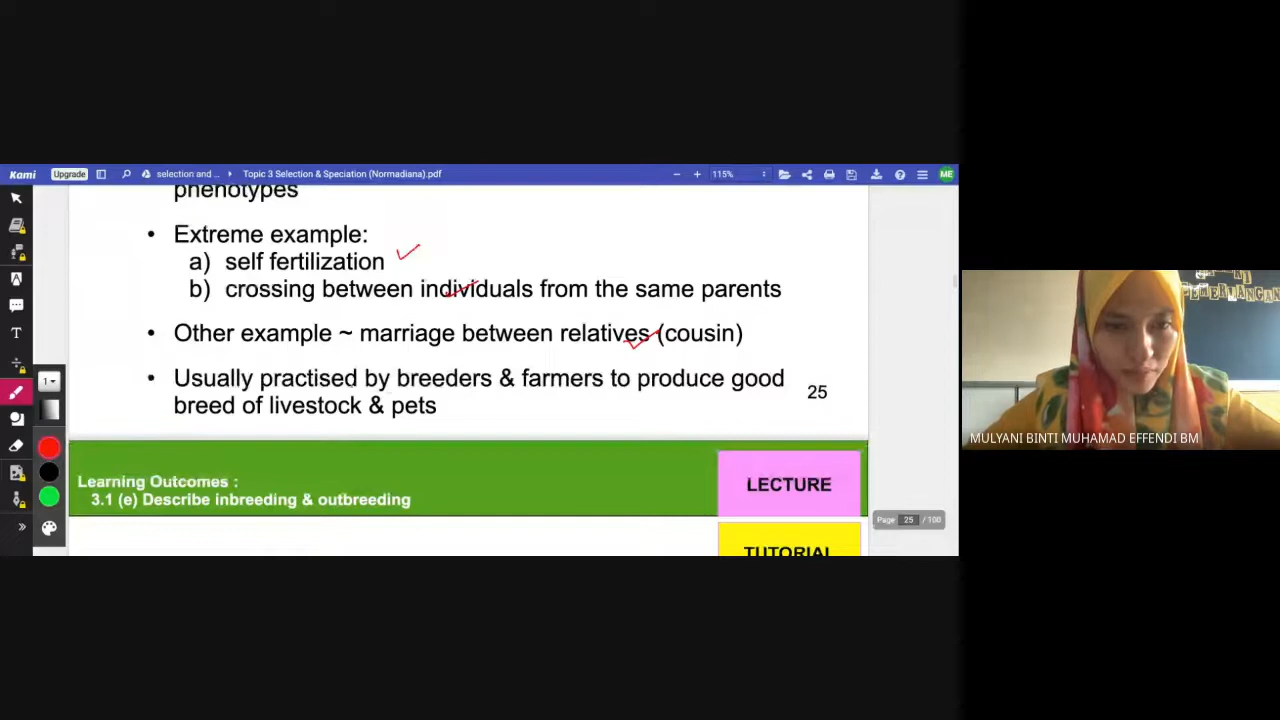 Kami
Upgrade
selection and ...
Topic 3 Selection & Speciation (Normadiana).pdf
115%
ME
phenotypes
• Extreme example:
a) self fertilization
b) crossing between individuals from the same parents
• Other example ~ marriage between relatives (cousin)
• Usually practised by breeders & farmers to produce good
breed of livestock & pets
25
Learning Outcomes :
3.1 (e) Describe inbreeding & outbreeding
LECTURE
Page 25 / 100
TUTORIAL
1
T
MULYANI BINTI MUHAMAD EFFENDI BM